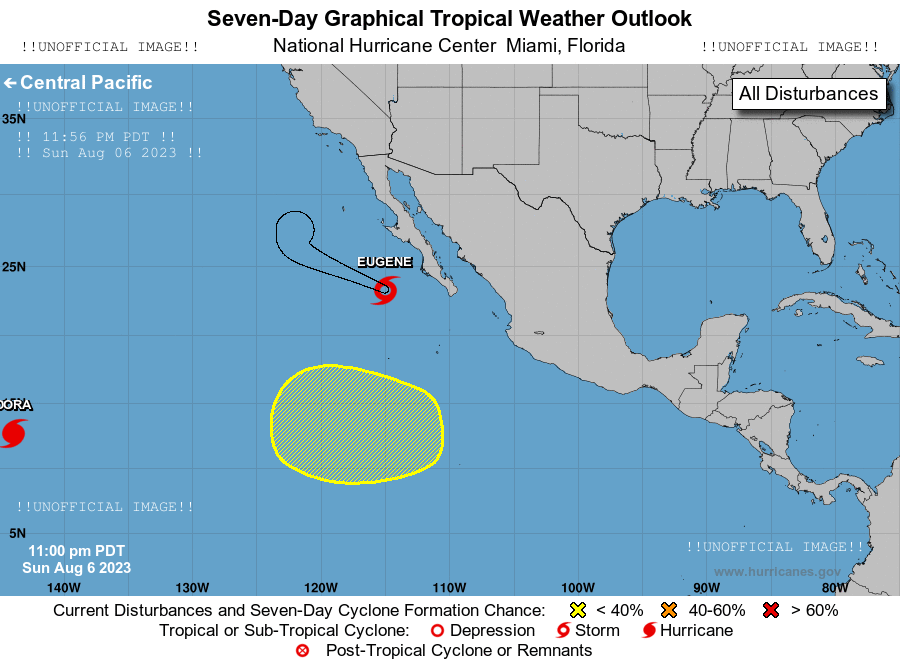 Seven-Day Graphical Tropical Weather Outlook
!!UNOFFICIAL IMAGE!! National Hurricane Center Miami, Florida !!UNOFFICIAL IMAGE!!
← Central Pacific
All Disturbances
!!UNOFFICIAL IMAGE!!
35N
!! 11:56 PM PDT !!
!! Sun Aug 06 2023 !!
EUGENE
25N
DORA
!!UNOFFICIAL IMAGE!!
5N
!!UNOFFICIAL IMAGE!!
11:00 pm PDT
Sun Aug 6 2023
www.hurricanes.gov
140W 130W 120W 110W 100W 90W 80W
Current Disturbances and Seven-Day Cyclone Formation Chance: < 40% 40-60% > 60%
Tropical or Sub-Tropical Cyclone: Depression Storm Hurricane
Post-Tropical Cyclone or Remnants